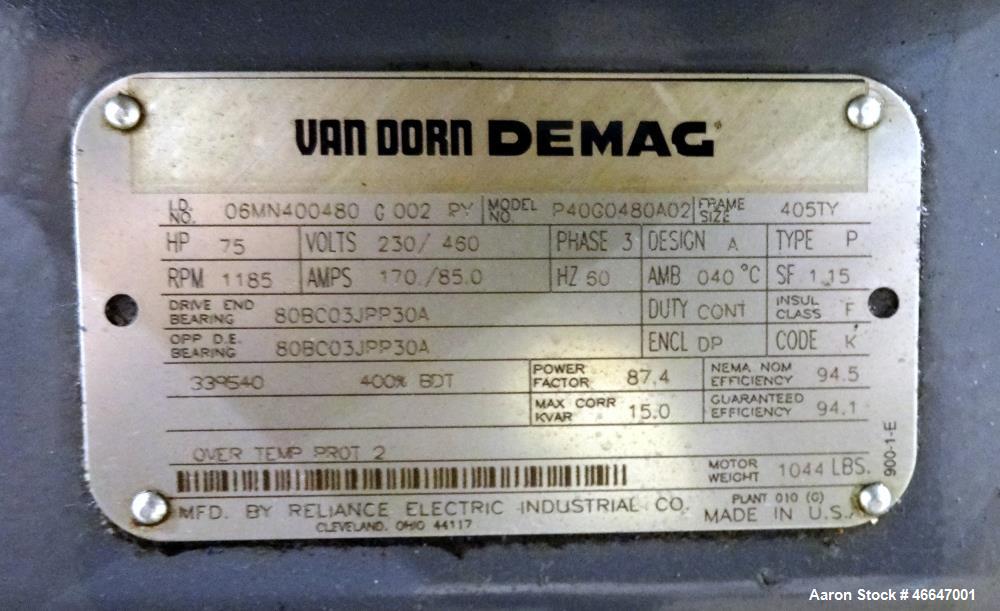 VAN DORN DEMAG
I.D. NO. 06MN400480 G 002 PY MODEL NO. P40G0480A02 FRAME SIZE 405TY
HP 75 VOLTS 230/ 460 PHASE 3 DESIGN A TYPE P
RPM 1185 AMPS 170./85.0 HZ 60 AMB 040 °C SF 1.15
DRIVE END BEARING 80BC03JPP30A DUTY CONT INSUL CLASS F
OPP D.E. BEARING 80BC03JPP30A ENCL DP CODE K
339540 400% BDT POWER FACTOR 87.4 NEMA NOM EFFICIENCY 94.5
MAX CORR KVAR 15.0 GUARANTEED EFFICIENCY 94.1
OVER TEMP PROT 2
MOTOR WEIGHT 1044 LBS.
900-1-E
MFD. BY RELIANCE ELECTRIC INDUSTRIAL CO. PLANT 010 (G)
CLEVELAND, OHIO 44117 MADE IN U.S.A.
Aaron Stock # 46647001